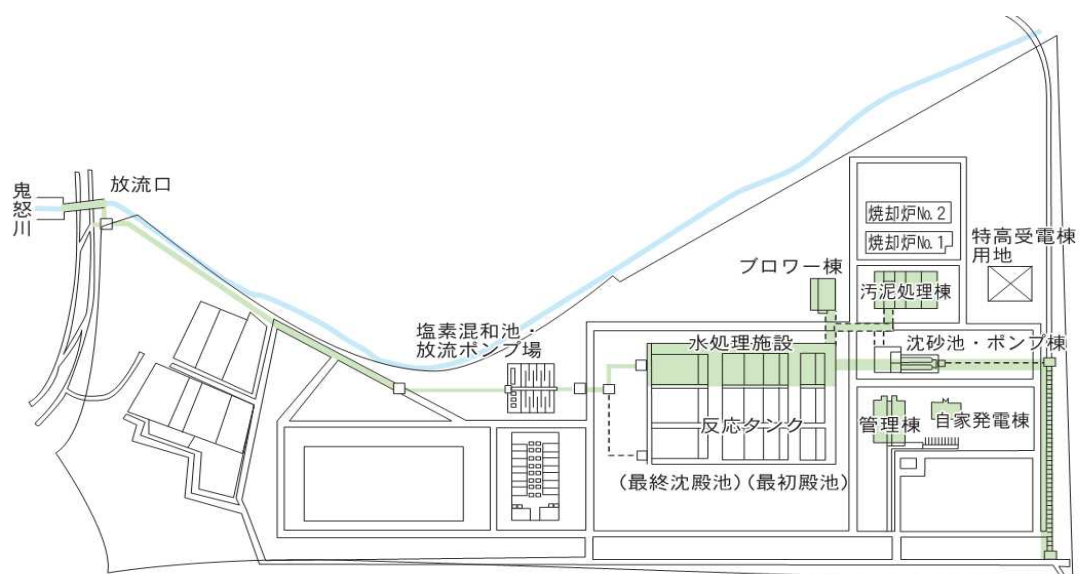 鬼怒川
放流口
焼却炉No. 2
焼却炉No. 1
特高受電棟
用地
ブロワー棟
汚泥処理棟
塩素混和池・
放流ポンプ場
水処理施設
沈砂池・ポンプ棟
反応タンク
管理棟
自家発電棟
(最終沈殿池)(最初殿池)